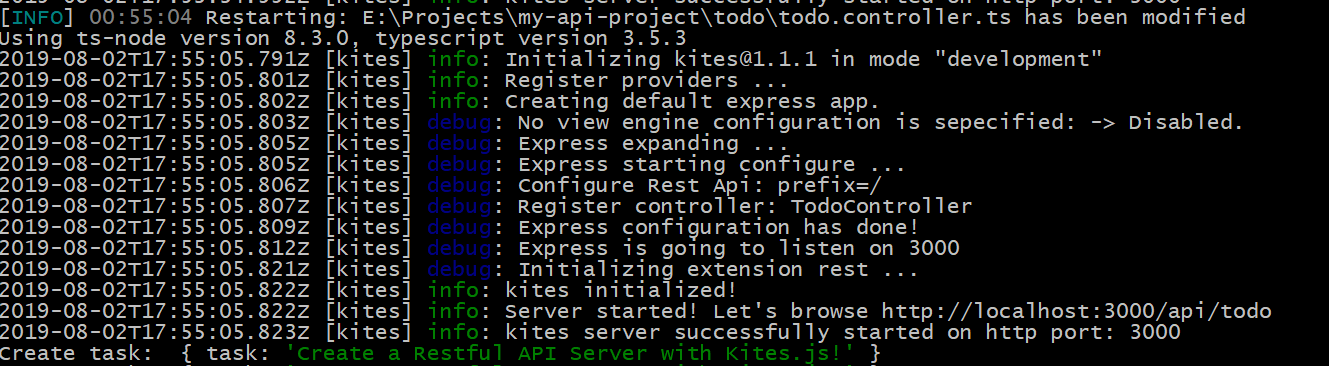 [INFO] 00:55:04 Restarting: E:\Projects\my-api-project\todo\todo.controller.ts has been modified
Using ts-node version 8.3.0, typescript version 3.5.3
2019-08-02T17:55:05.791Z [kites] info: Initializing kites@1.1.1 in mode "development"
2019-08-02T17:55:05.801Z [kites] info: Register providers ...
2019-08-02T17:55:05.802Z [kites] info: Creating default express app.
2019-08-02T17:55:05.803Z [kites] debug: No view engine configuration is sepecified: -> Disabled.
2019-08-02T17:55:05.805Z [kites] debug: Express expanding ...
2019-08-02T17:55:05.805Z [kites] debug: Express starting configure ...
2019-08-02T17:55:05.806Z [kites] debug: Configure Rest Api: prefix=/
2019-08-02T17:55:05.807Z [kites] debug: Register controller: TodoController
2019-08-02T17:55:05.809Z [kites] debug: Express configuration has done!
2019-08-02T17:55:05.812Z [kites] debug: Express is going to listen on 3000
2019-08-02T17:55:05.821Z [kites] debug: Initializing extension rest ...
2019-08-02T17:55:05.822Z [kites] info: kites initialized!
2019-08-02T17:55:05.822Z [kites] info: Server started! Let's browse http://localhost:3000/api/todo
2019-08-02T17:55:05.823Z [kites] info: kites server successfully started on http port: 3000
Create task:  { task: 'Create a Restful API Server with Kites.js!' }